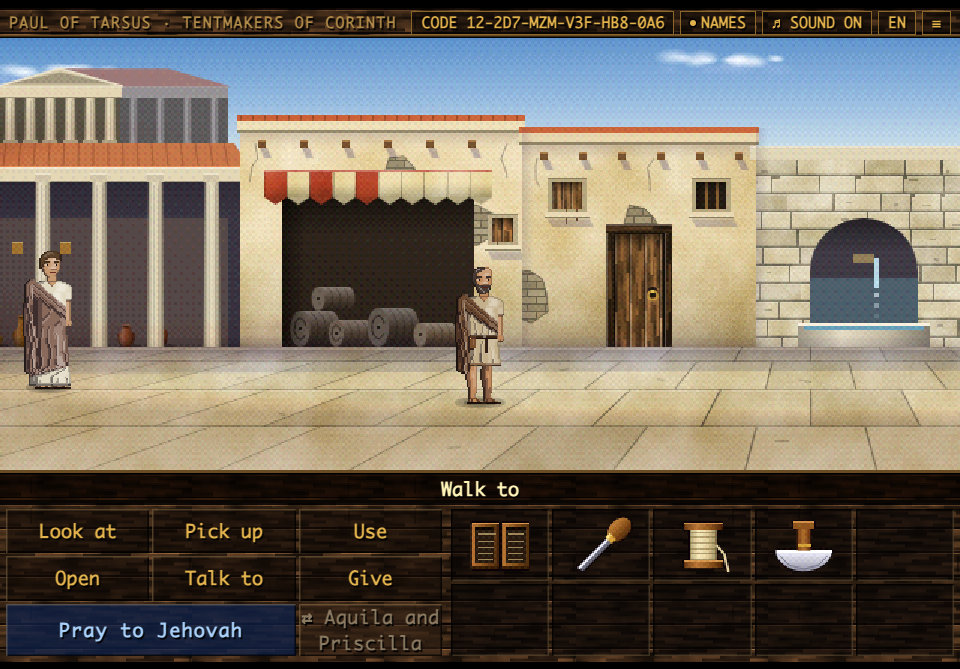 PAUL OF TARSUS · TENTMAKERS OF CORINTH
CODE 12-2D7-MZM-V3F-HB8-0A6
• NAMES
♬ SOUND ON
EN
≡
Walk to
Look at
Pick up
Use
Open
Talk to
Give
Pray to Jehovah
⇄ Aquila and
Priscilla